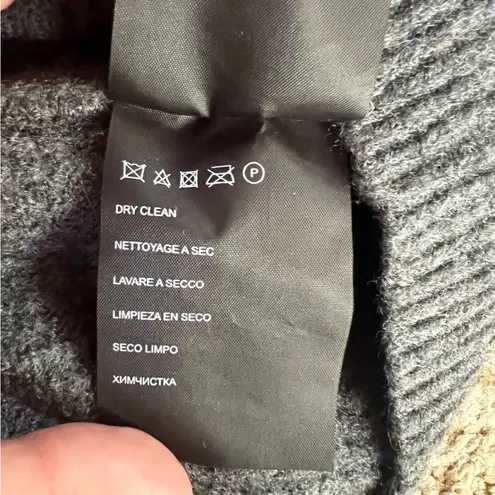 P
DRY CLEAN
NETTOYAGE A SEC
LAVARE A SECCO
LIMPIEZA EN SECO
SECO LIMPO
ХИМЧИСТКА